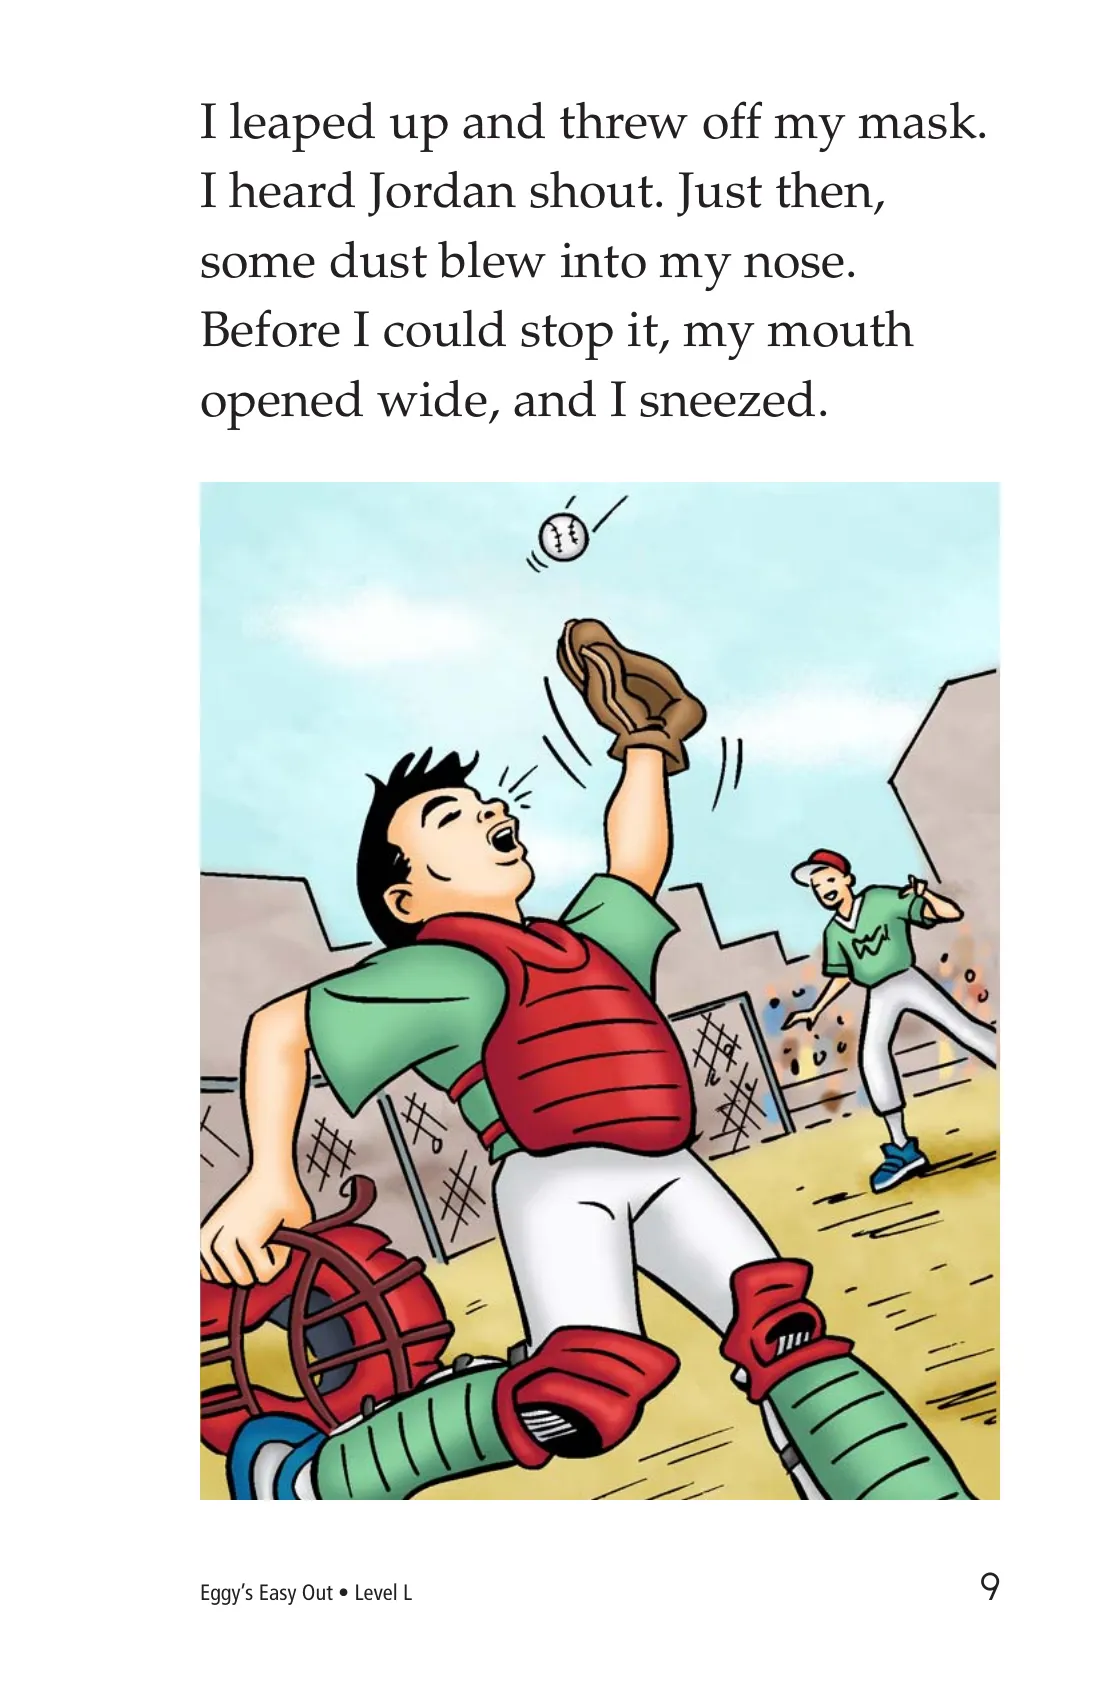 I leaped up and threw off my mask.
I heard Jordan shout. Just then,
some dust blew into my nose.
Before I could stop it, my mouth
opened wide, and I sneezed.
W
Eggy’s Easy Out • Level L
9